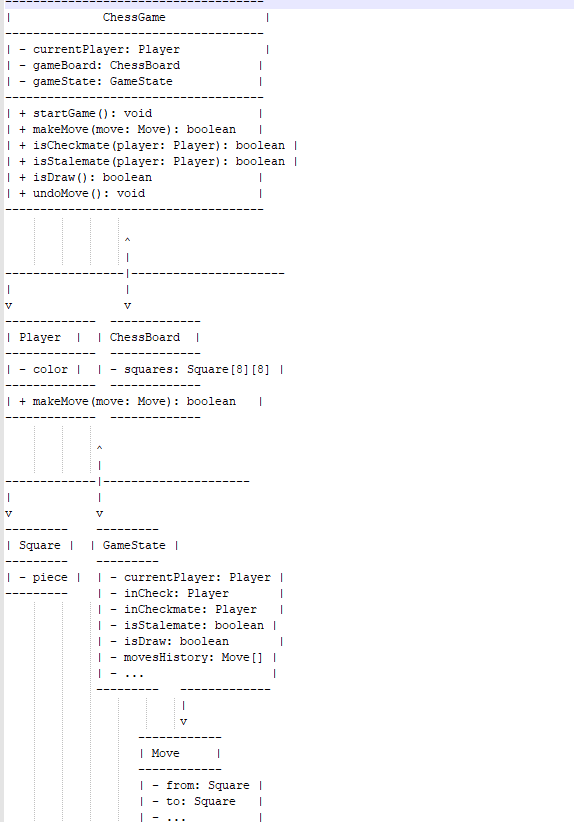 -------------------------------------
|             ChessGame              |
-------------------------------------
| - currentPlayer: Player            |
| - gameBoard: ChessBoard           |
| - gameState: GameState            |
-------------------------------------
| + startGame(): void               |
| + makeMove(move: Move): boolean   |
| + isCheckmate(player: Player): boolean |
| + isStalemate(player: Player): boolean |
| + isDraw(): boolean               |
| + undoMove(): void                |
-------------------------------------
                 ^
                 |
-----------------|----------------------
|                |
v                v
-------------  -------------
| Player  |  | ChessBoard  |
-------------  -------------
| - color |  | - squares: Square[8][8] |
-------------  -------------
| + makeMove(move: Move): boolean   |
-------------  -------------
             ^
             |
-------------|---------------------
|            |
v            v
---------    ---------
| Square |  | GameState |
---------    ---------
| - piece |  | - currentPlayer: Player |
---------    | - inCheck: Player       |
             | - inCheckmate: Player   |
             | - isStalemate: boolean |
             | - isDraw: boolean       |
             | - movesHistory: Move[] |
             | - ...                  |
             ---------   -------------
                         |
                         v
                   ------------
                   | Move     |
                   ------------
                   | - from: Square |
                   | - to: Square   |
                   | - ...          |